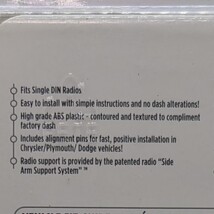 Fits Single DIN Radios
Easy to install with simple instructions and no dash alterations!
High grade ABS plastic - contoured and textured to compliment
factory dash
Includes alignment pins for fast, positive installation in
Chrysler/Plymouth/ Dodge vehicles!
Radio support is provided by the patented radio "Side
Arm Support System" ™